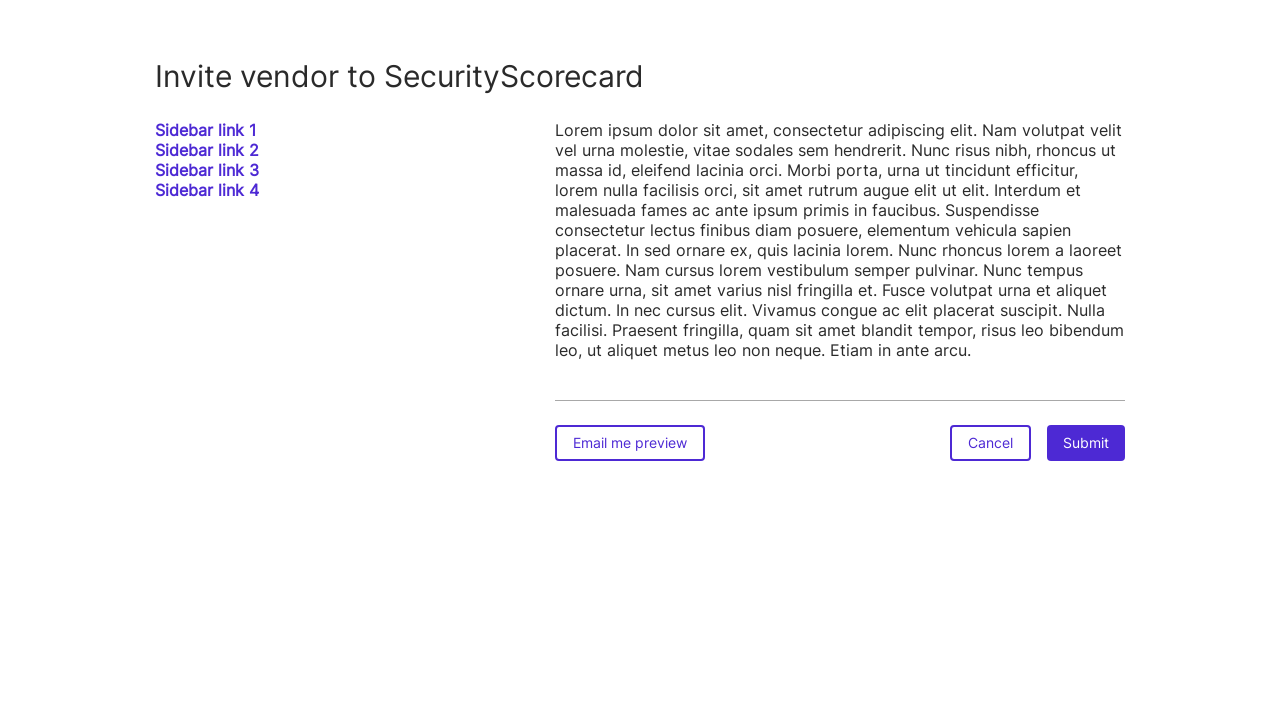 Invite vendor to SecurityScorecard
Sidebar link 1
Sidebar link 2
Sidebar link 3
Sidebar link 4
Lorem ipsum dolor sit amet, consectetur adipiscing elit. Nam volutpat velit
vel urna molestie, vitae sodales sem hendrerit. Nunc risus nibh, rhoncus ut
massa id, eleifend lacinia orci. Morbi porta, urna ut tincidunt efficitur,
lorem nulla facilisis orci, sit amet rutrum augue elit ut elit. Interdum et
malesuada fames ac ante ipsum primis in faucibus. Suspendisse
consectetur lectus finibus diam posuere, elementum vehicula sapien
placerat. In sed ornare ex, quis lacinia lorem. Nunc rhoncus lorem a laoreet
posuere. Nam cursus lorem vestibulum semper pulvinar. Nunc tempus
ornare urna, sit amet varius nisl fringilla et. Fusce volutpat urna et aliquet
dictum. In nec cursus elit. Vivamus congue ac elit placerat suscipit. Nulla
facilisi. Praesent fringilla, quam sit amet blandit tempor, risus leo bibendum
leo, ut aliquet metus leo non neque. Etiam in ante arcu.
Email me preview
Cancel
Submit